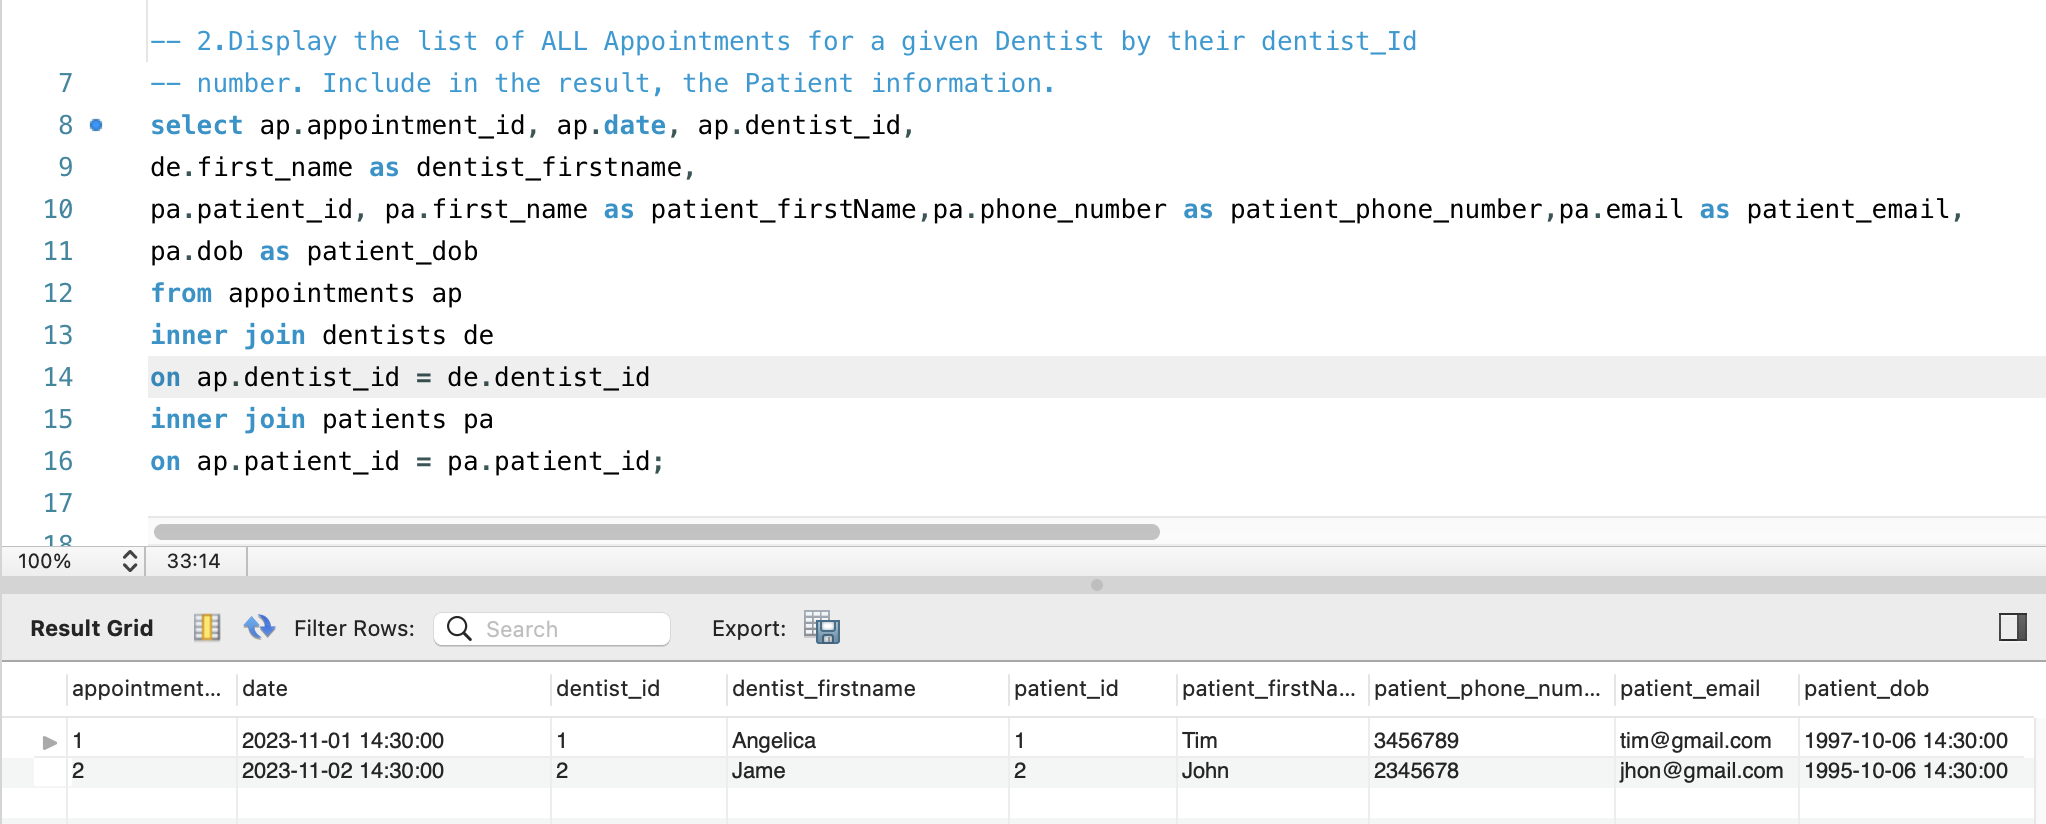 -- 2.Display the list of ALL Appointments for a given Dentist by their dentist_Id
7 -- number. Include in the result, the Patient information.
8 select ap.appointment_id, ap.date, ap.dentist_id,
9 de.first_name as dentist_firstname,
10 pa.patient_id, pa.first_name as patient_firstName,pa.phone_number as patient_phone_number,pa.email as patient_email,
11 pa.dob as patient_dob
12 from appointments ap
13 inner join dentists de
14 on ap.dentist_id = de.dentist_id
15 inner join patients pa
16 on ap.patient_id = pa.patient_id;
17
18
100% 33:14
Result Grid Filter Rows: Search Export:
appointment... date dentist_id dentist_firstname patient_id patient_firstNa... patient_phone_num... patient_email patient_dob
1 2023-11-01 14:30:00 1 Angelica 1 Tim 3456789 tim@gmail.com 1997-10-06 14:30:00
2 2023-11-02 14:30:00 2 Jame 2 John 2345678 jhon@gmail.com 1995-10-06 14:30:00